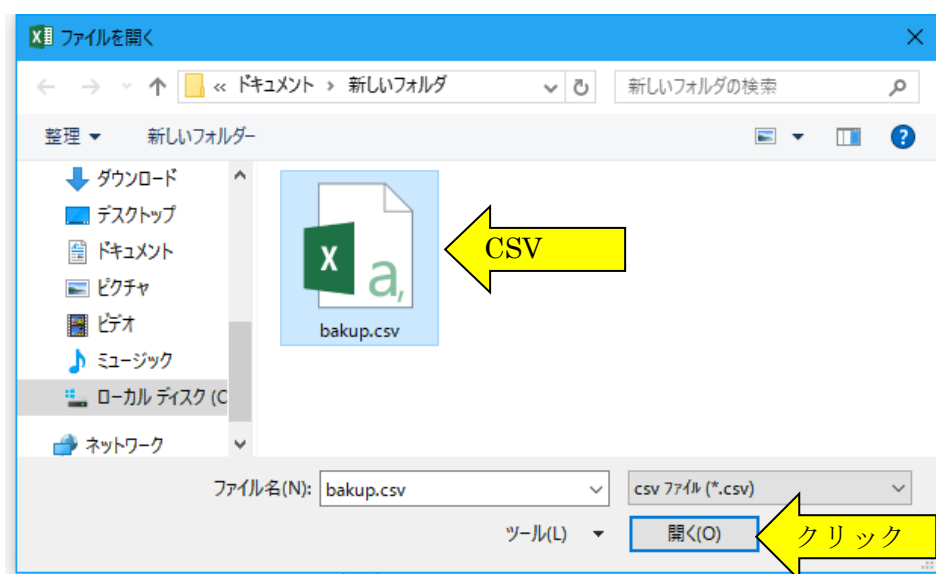 ファイルを開く
« ドキュメント › 新しいフォルダ
新しいフォルダの検索
整理
新しいフォルダー
ダウンロード
デスクトップ
ドキュメント
ピクチャ
ビデオ
ミュージック
ローカル ディスク (C
ネットワーク
bakup.csv
CSV
ファイル名(N): bakup.csv
csv ファイル (*.csv)
ツール(L)
開く(O)
クリック